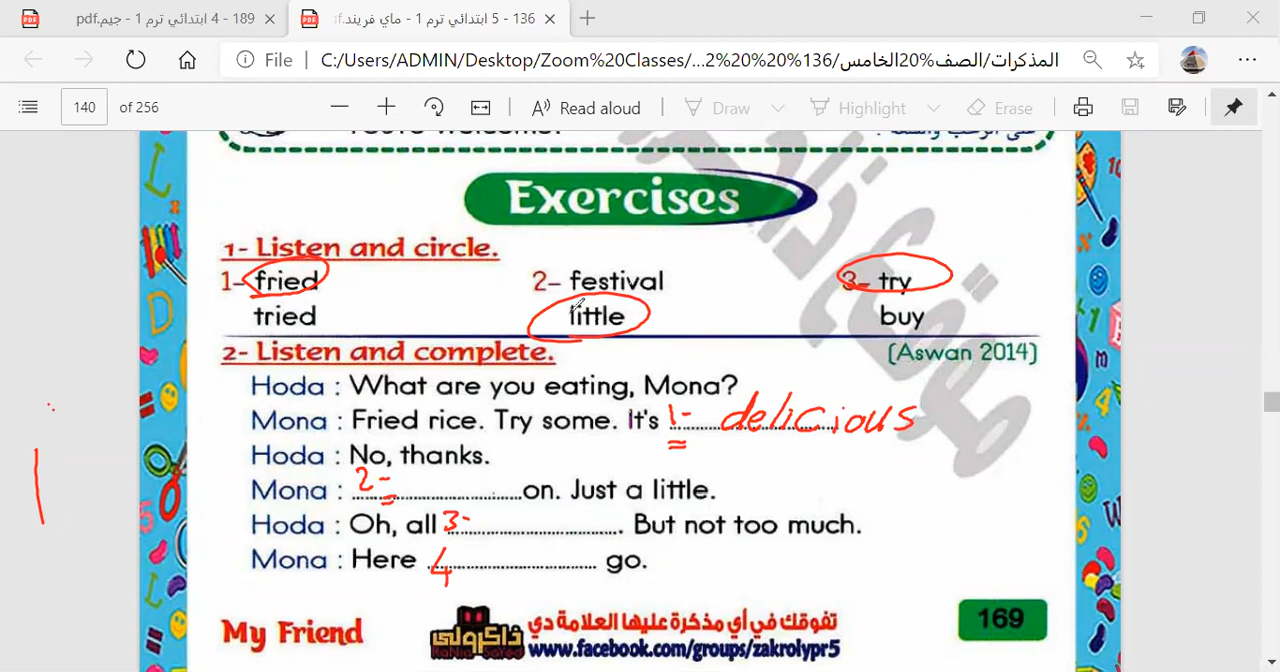 189 - 4 ابتدائي ترم 1 - جيم.pdf
136 - 5 ابتدائي ترم 1 - ماي فريند.
File C:/Users/ADMIN/Desktop/Zoom%20Classes/...2%20%20%136/المذكرات/الصف%20الخامس
140 of 256 Read aloud Draw Highlight Erase
You're welcome.
Exercises
1- Listen and circle.
1- fried 2- festival 3- try
tried little buy
2- Listen and complete. (Aswan 2014)
Hoda : What are you eating, Mona?
Mona : Fried rice. Try some. It's 1- delicious
Hoda : No, thanks.
Mona : 2- ........................on. Just a little.
Hoda : Oh, all 3- ........................ . But not too much.
Mona : Here 4 ........................ go.
My Friend ذاكرولى تفوقك في أي مذكرة عليها العلامة دي 169
www.facebook.com/groups/zakrolypr5